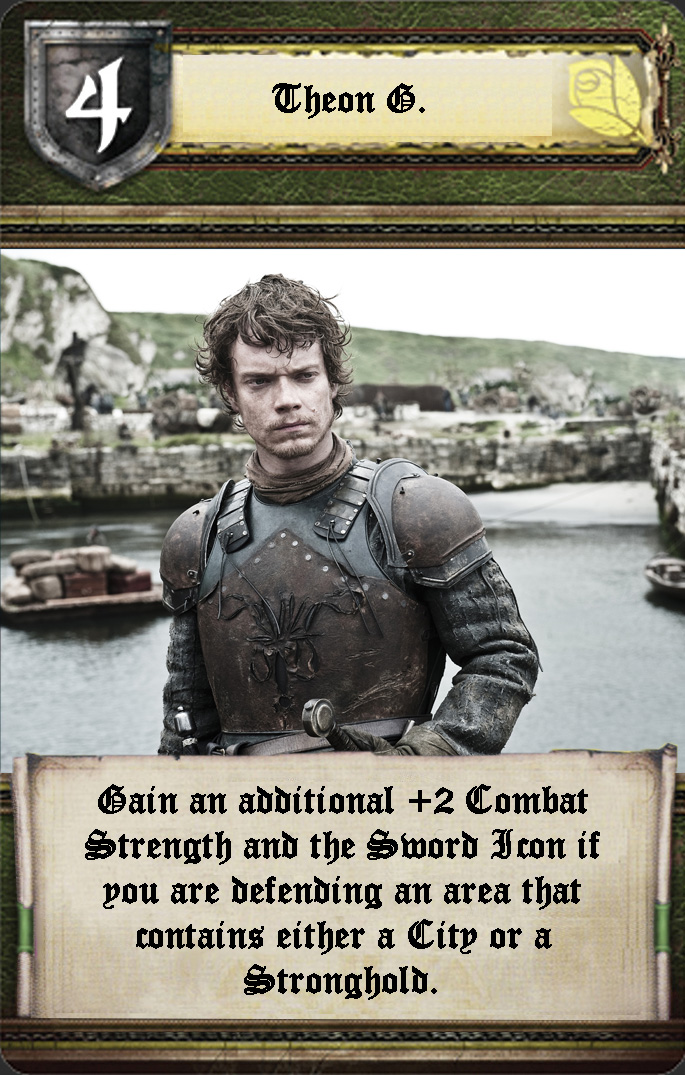 4
Theon G.
Gain an additional +2 Combat
Strength and the Sword Icon if
you are defending an area that
contains either a City or a
Stronghold.